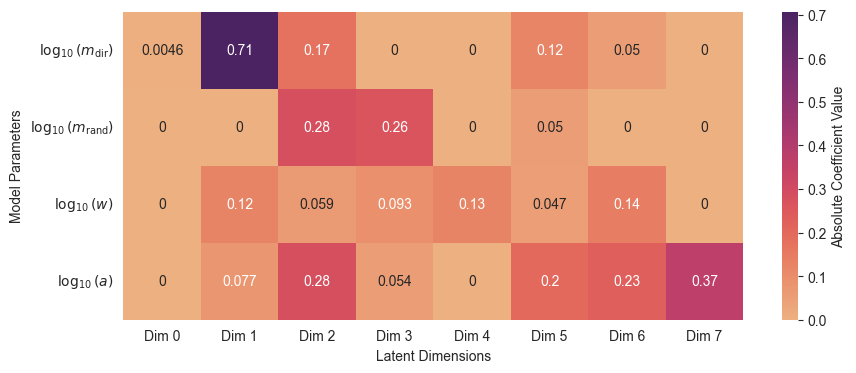 log10 (mdir) 0.0046 0.71 0.17 0 0 0.12 0.05 0
log10 (mrand) 0 0 0.28 0.26 0 0.05 0 0
log10 (w) 0 0.12 0.059 0.093 0.13 0.047 0.14 0
log10 (a) 0 0.077 0.28 0.054 0 0.2 0.23 0.37
Dim 0 Dim 1 Dim 2 Dim 3 Dim 4 Dim 5 Dim 6 Dim 7
Latent Dimensions
Model Parameters
0.7
0.6
0.5
0.4
0.3
0.2
0.1
0.0
Absolute Coefficient Value